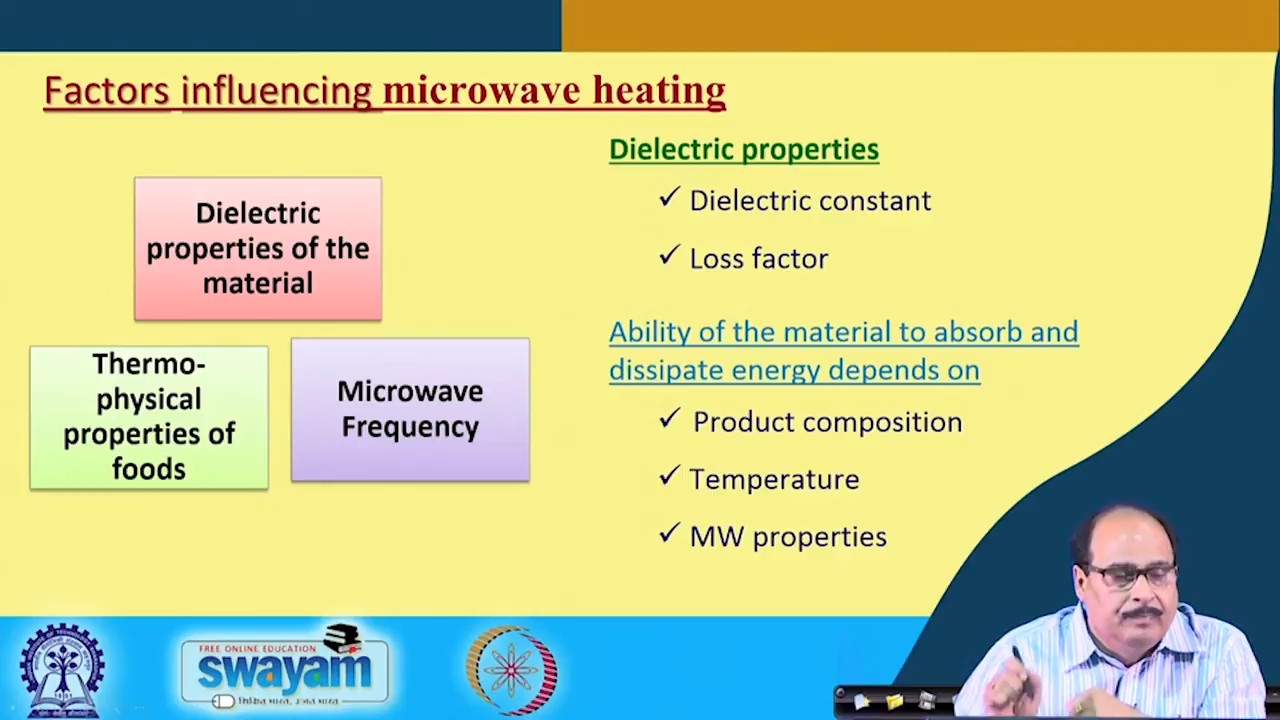 Factors influencing microwave heating
Dielectric
properties of the
material
Thermo-
physical
properties of
foods
Microwave
Frequency
Dielectric properties
✓ Dielectric constant
✓ Loss factor
Ability of the material to absorb and
dissipate energy depends on
✓ Product composition
✓ Temperature
✓ MW properties
FREE ONLINE EDUCATION
swayam